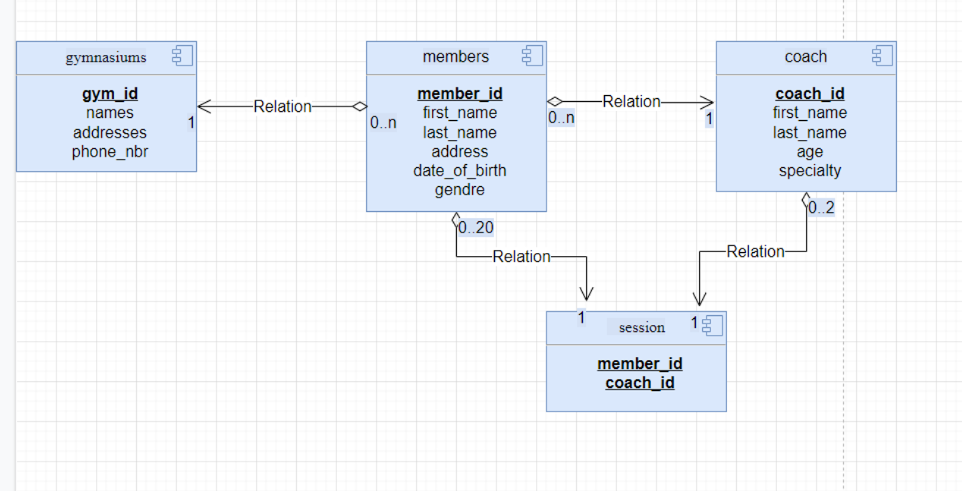 gymnasiums
gym_id
names
addresses
phone_nbr
1
Relation
0..n
members
member_id
first_name
last_name
address
date_of_birth
gendre
0..n
Relation
1
coach
coach_id
first_name
last_name
age
specialty
0..20
Relation
1
0..2
Relation
1
session
member_id
coach_id